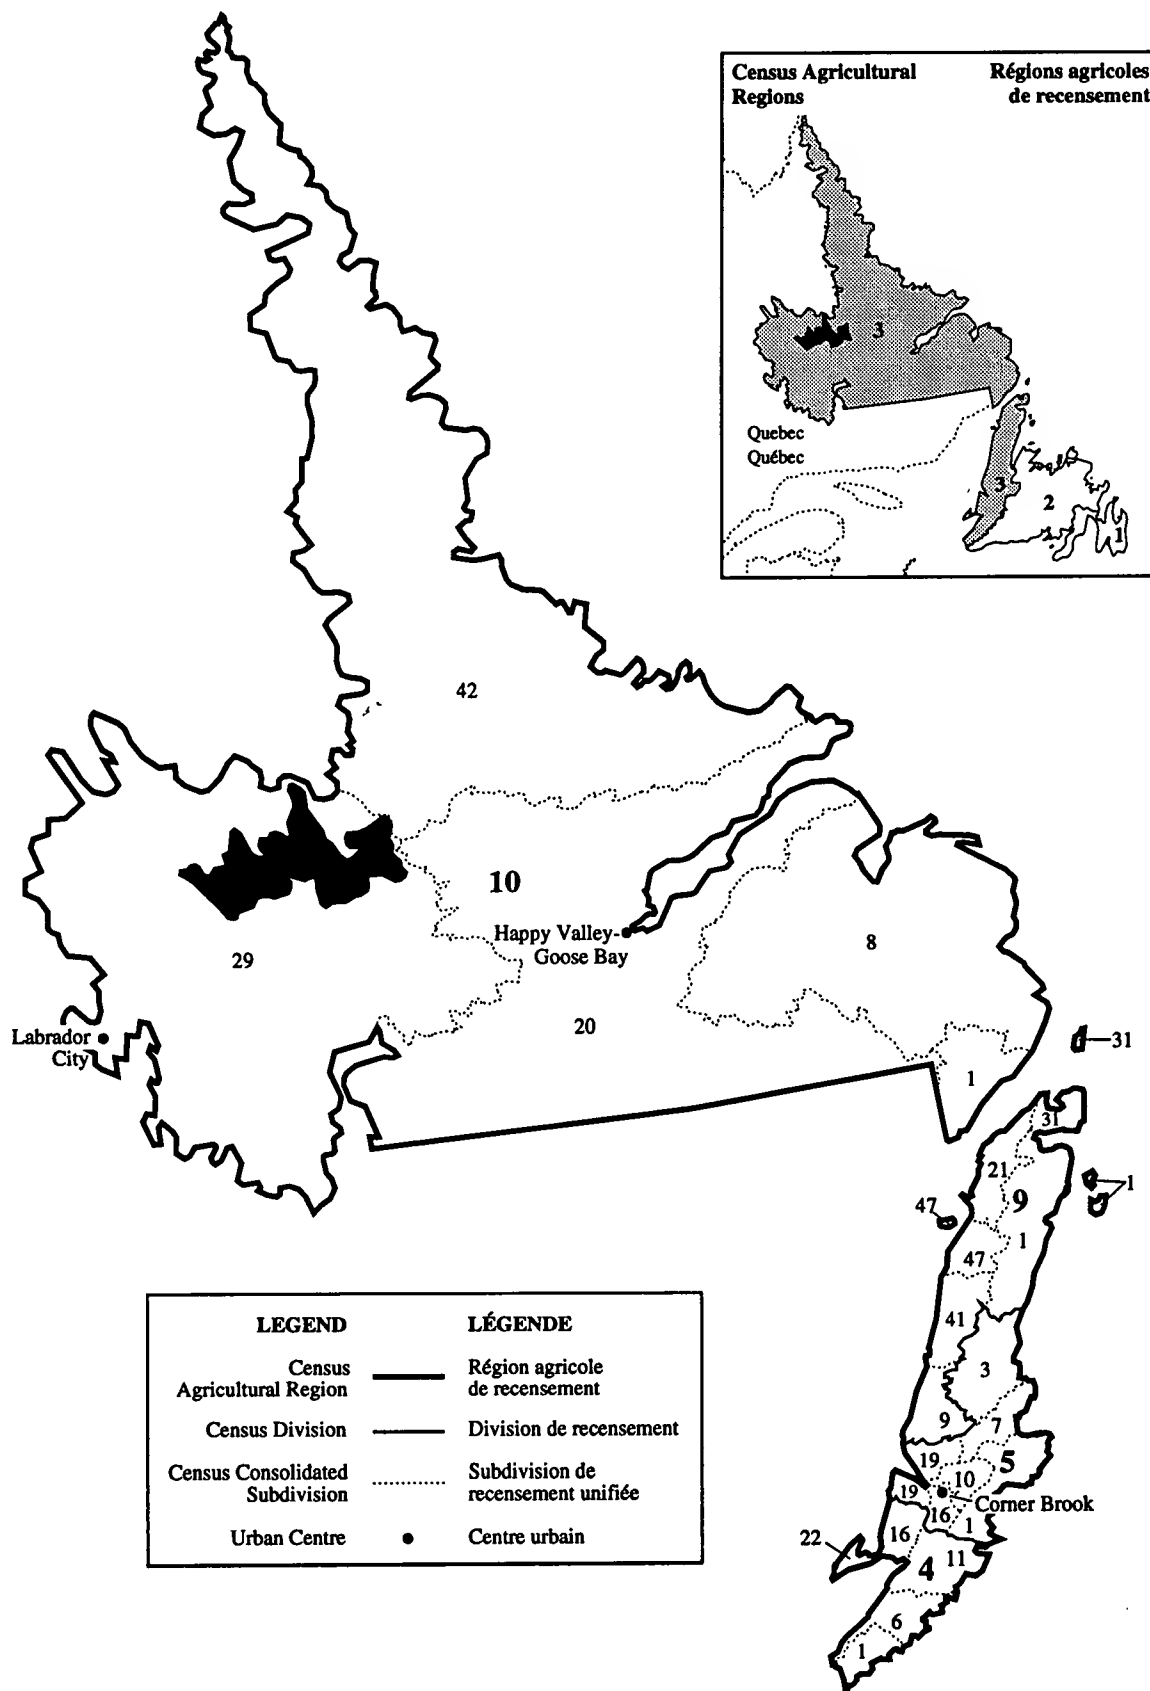 Census Agricultural
Regions
Régions agricoles
de recensement
3
Quebec
Québec
3
2
1
42
10
Happy Valley-
Goose Bay
8
29
20
Labrador
City
31
1
31
21
9
1
47
47
1
41
3
9
7
19
5
10
19
Corner Brook
16
1
16
22
11
4
6
1
LEGEND
LÉGENDE
Census
Agricultural Region
Région agricole
de recensement
Census Division
Division de recensement
Census Consolidated
Subdivision
Subdivision de
recensement unifiée
Urban Centre
Centre urbain